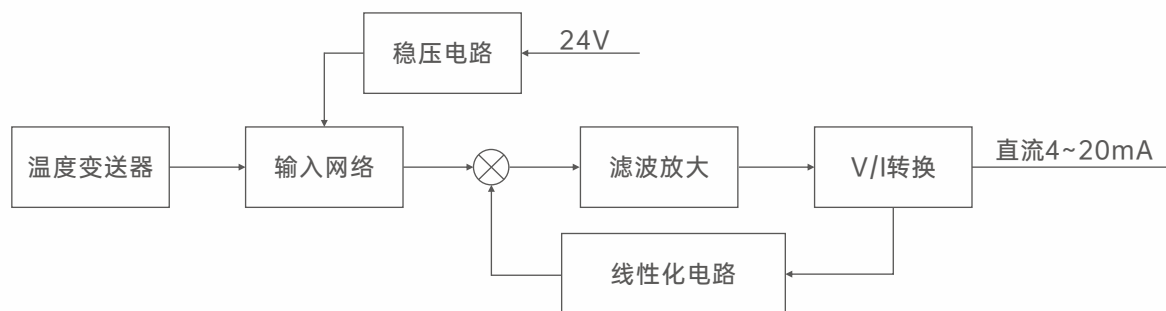 稳压电路
24V
温度变送器
输入网络
滤波放大
V/I转换
直流4~20mA
线性化电路